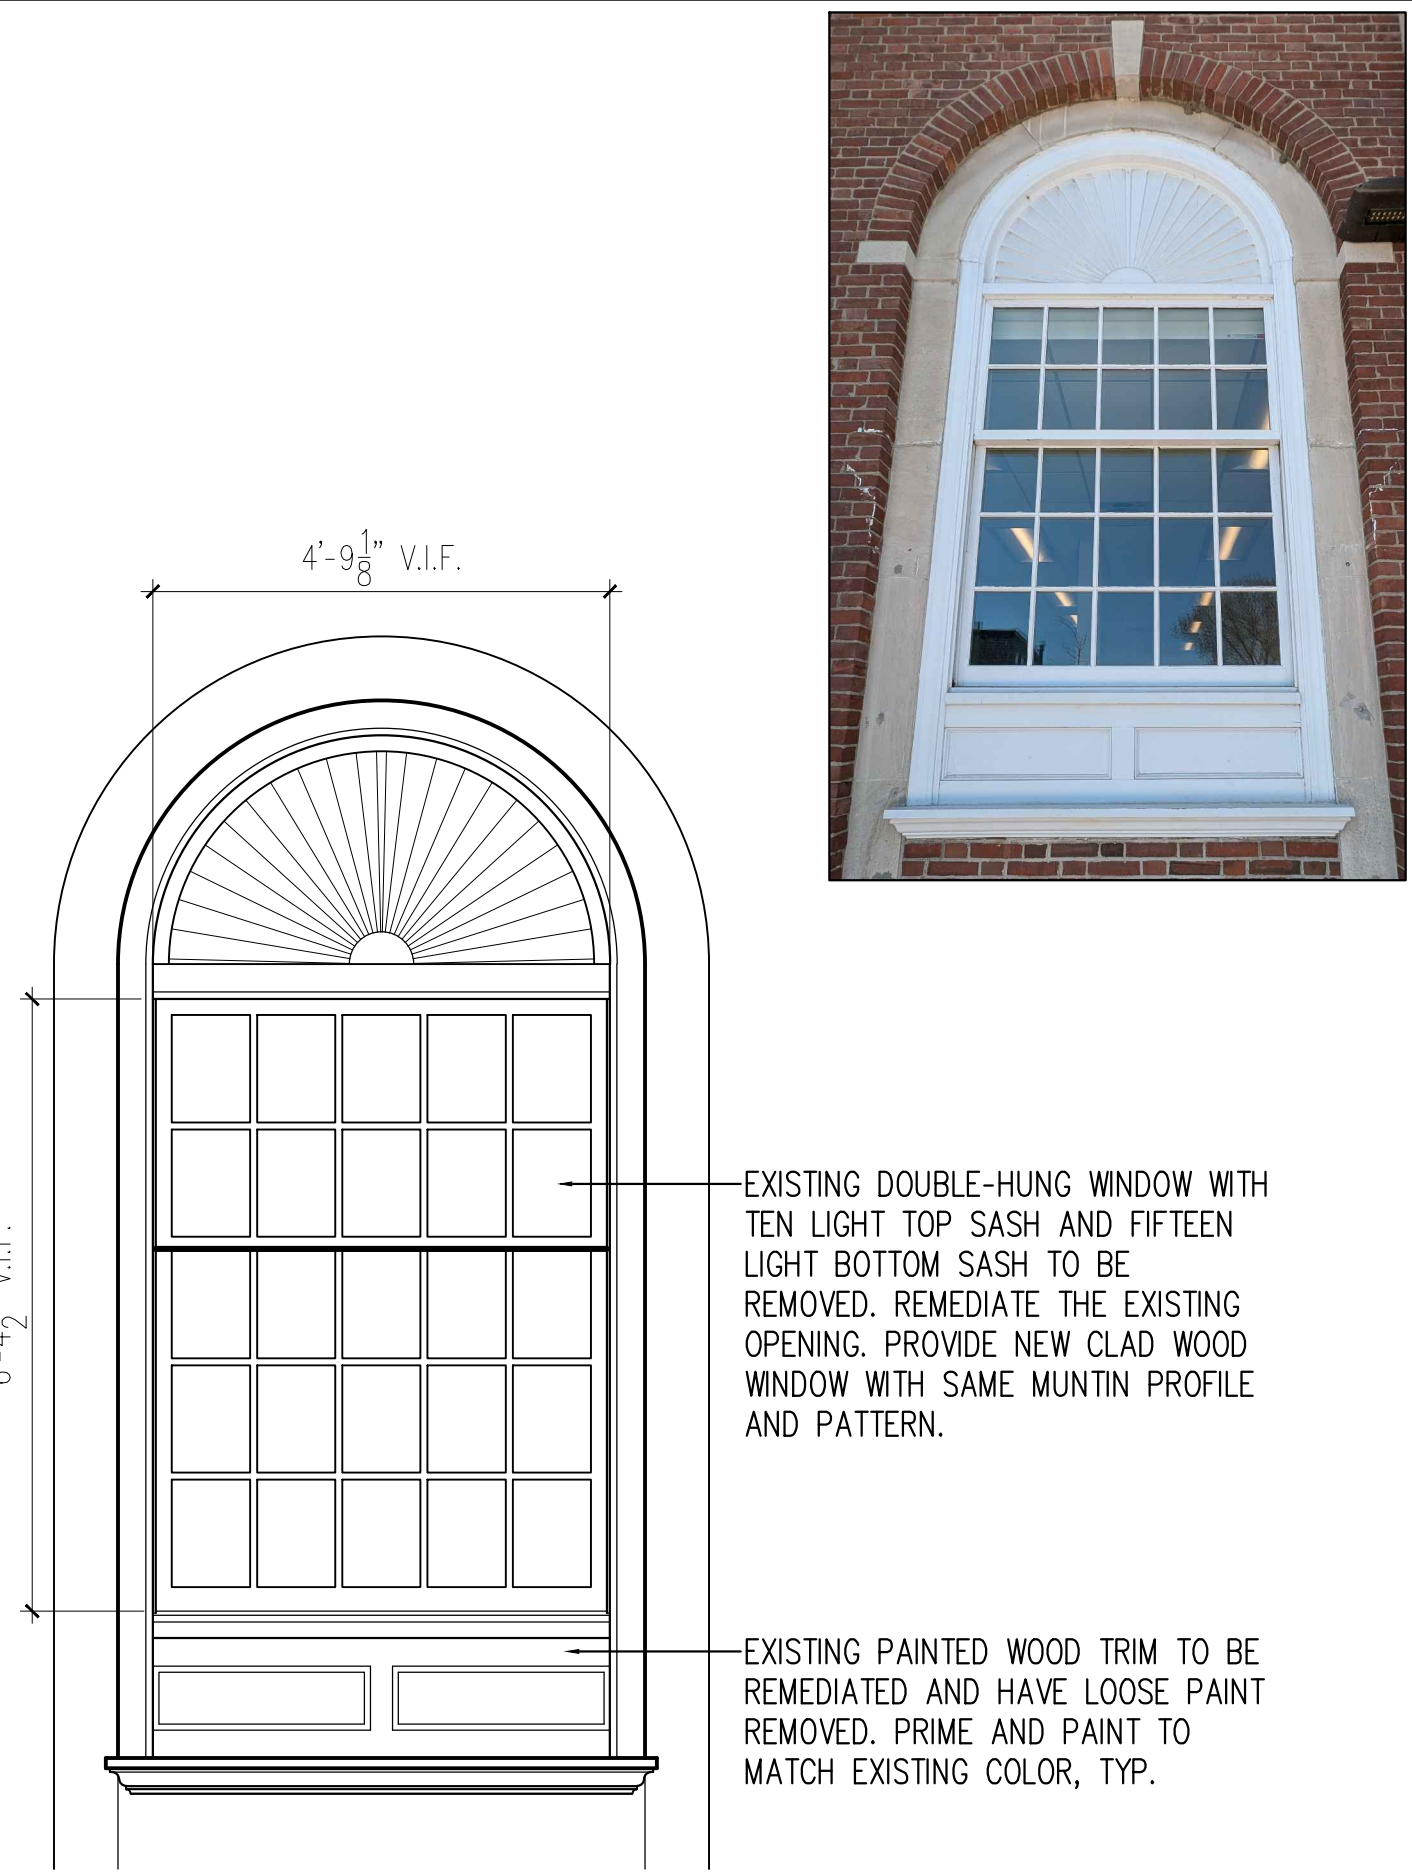 4'-9 1/8" V.I.F.
EXISTING DOUBLE-HUNG WINDOW WITH
TEN LIGHT TOP SASH AND FIFTEEN
LIGHT BOTTOM SASH TO BE
REMOVED. REMEDIATE THE EXISTING
OPENING. PROVIDE NEW CLAD WOOD
WINDOW WITH SAME MUNTIN PROFILE
AND PATTERN.
V.I.F.
EXISTING PAINTED WOOD TRIM TO BE
REMEDIATED AND HAVE LOOSE PAINT
REMOVED. PRIME AND PAINT TO
MATCH EXISTING COLOR, TYP.